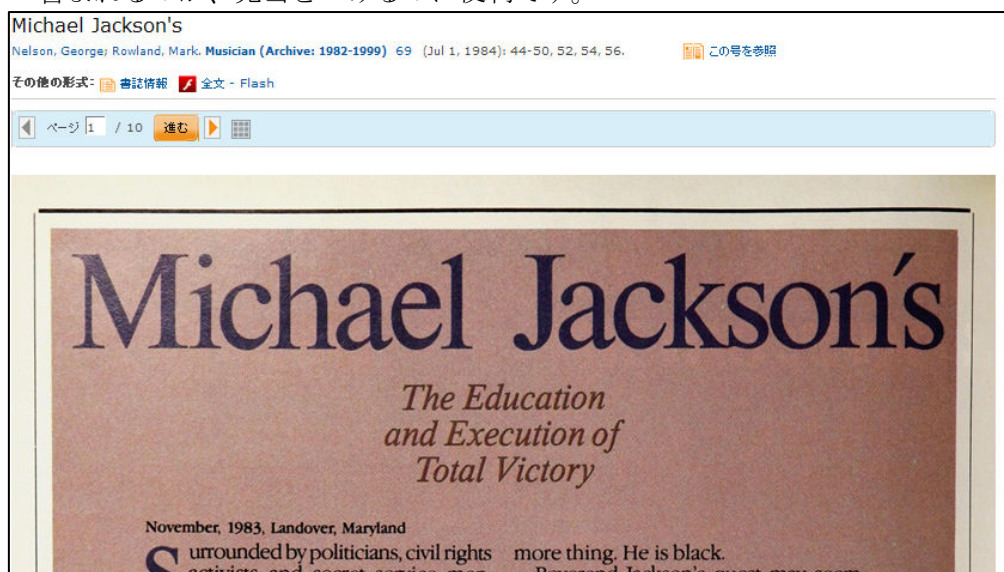 Michael Jackson's
Nelson, George; Rowland, Mark. Musician (Archive: 1982-1999) 69 (Jul 1, 1984): 44-50, 52, 54, 56. この号を参照
その他の形式: 書誌情報 全文 - Flash
ページ 1 / 10 進む
Michael Jackson's
The Education
and Execution of
Total Victory
November, 1983, Landover, Maryland
Surrounded by politicians, civil rights
more thing. He is black.